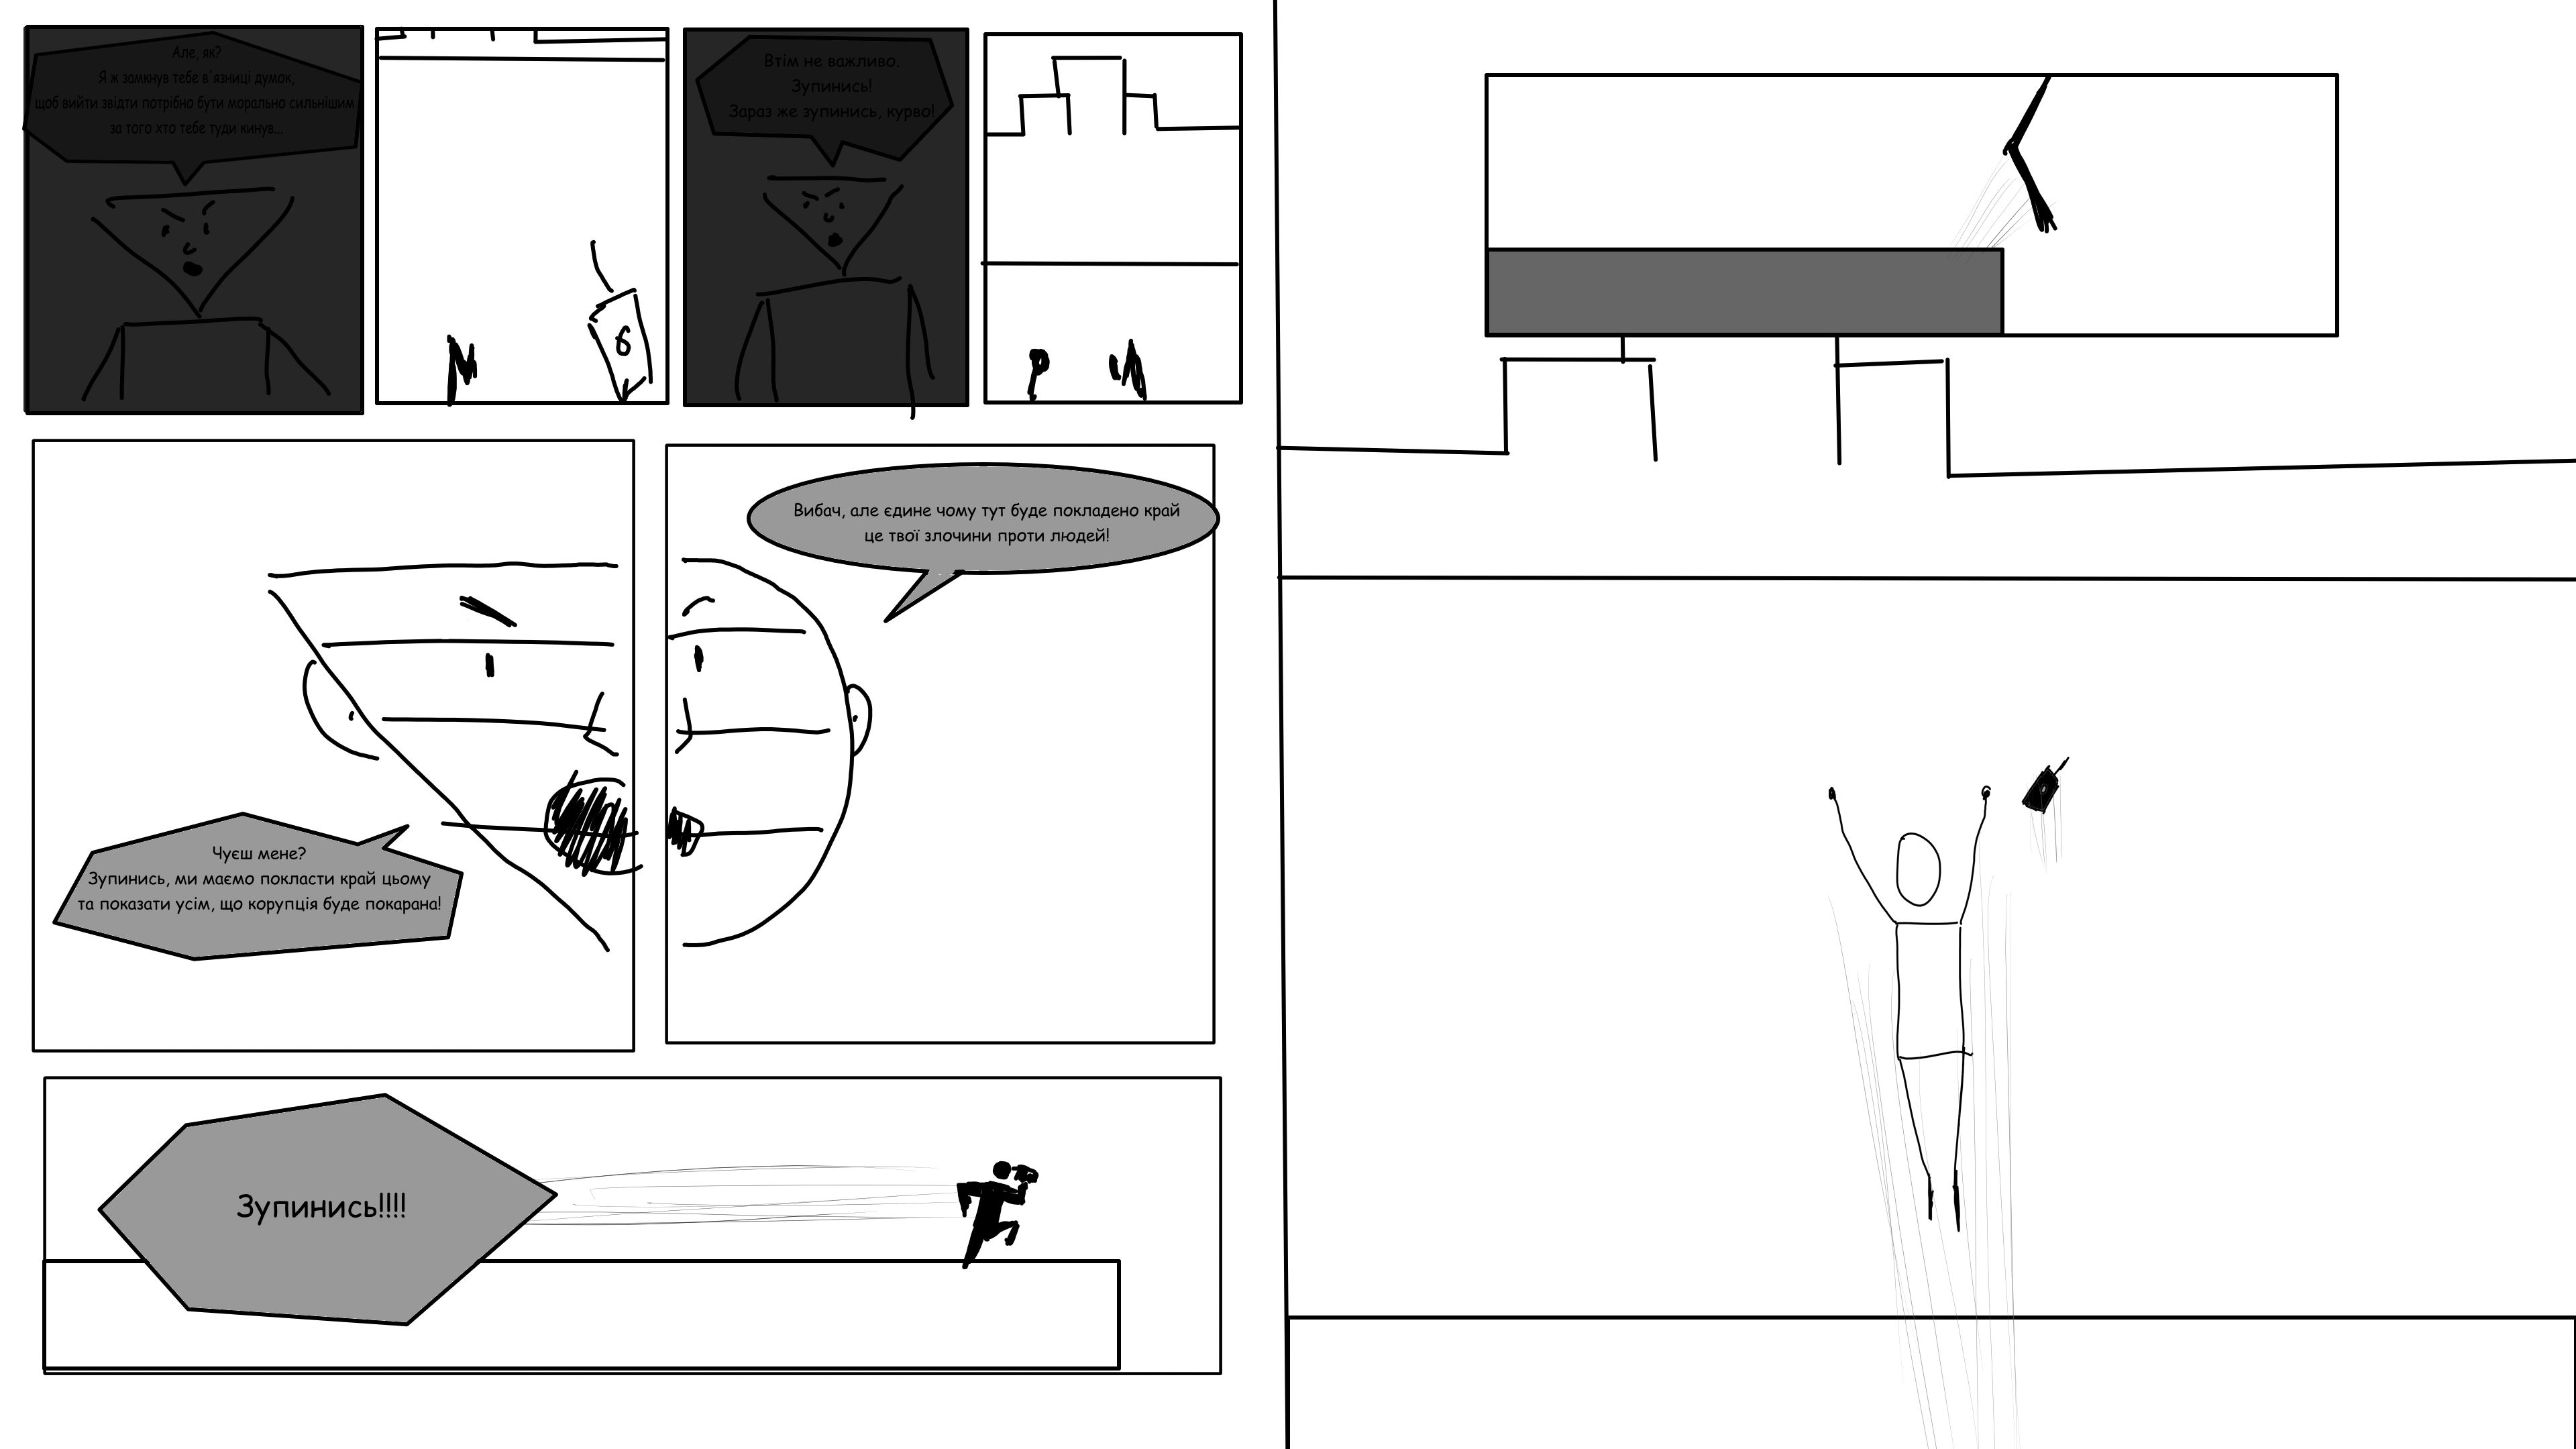 Але, як?
Я ж замкнув тебе в'язниці думок,
щоб вийти звідти потрібно бути морально сильнішим
за того хто тебе туди кинув...
Втім не важливо.
Зупинись!
Зараз же зупинись, курво!
Вибач, але єдине чому тут буде покладено край
це твої злочини проти людей!
Чуєш мене?
Зупинись, ми маємо покласти край цьому
та показати усім, що корупція буде покарана!
Зупинись!!!!